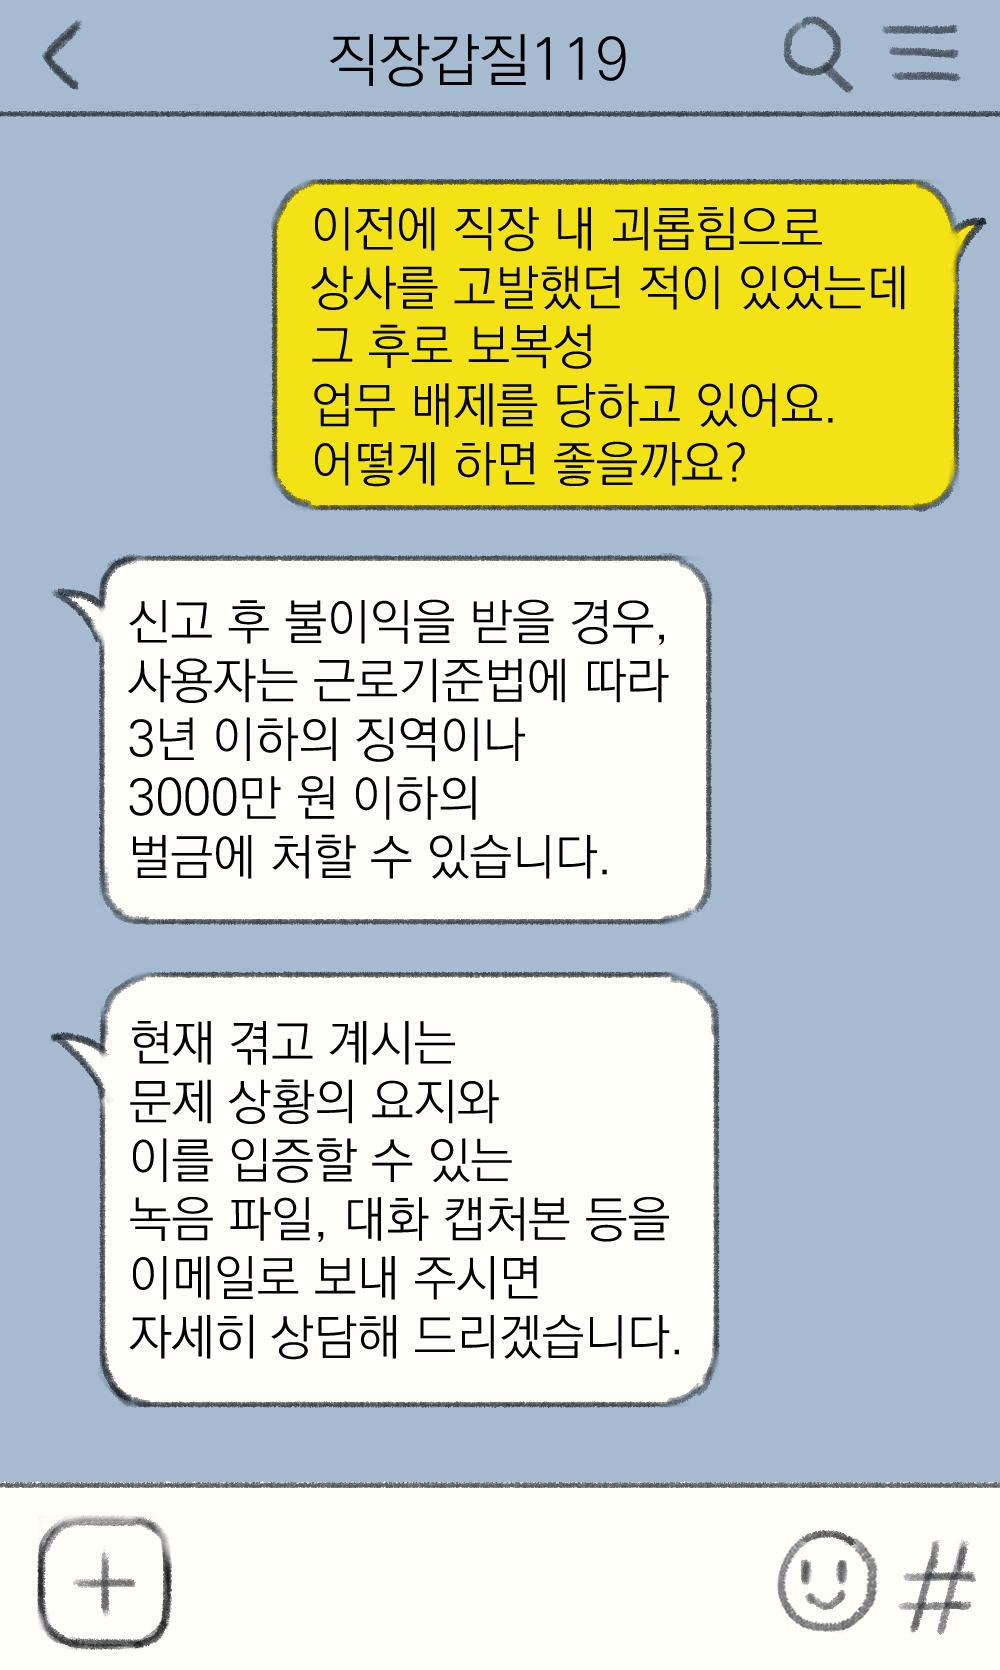 직장갑질119
이전에 직장 내 괴롭힘으로
상사를 고발했던 적이 있었는데
그 후로 보복성
업무 배제를 당하고 있어요.
어떻게 하면 좋을까요?
신고 후 불이익을 받을 경우,
사용자는 근로기준법에 따라
3년 이하의 징역이나
3000만 원 이하의
벌금에 처할 수 있습니다.
현재 겪고 계시는
문제 상황의 요지와
이를 입증할 수 있는
녹음 파일, 대화 캡처본 등을
이메일로 보내 주시면
자세히 상담해 드리겠습니다.
#